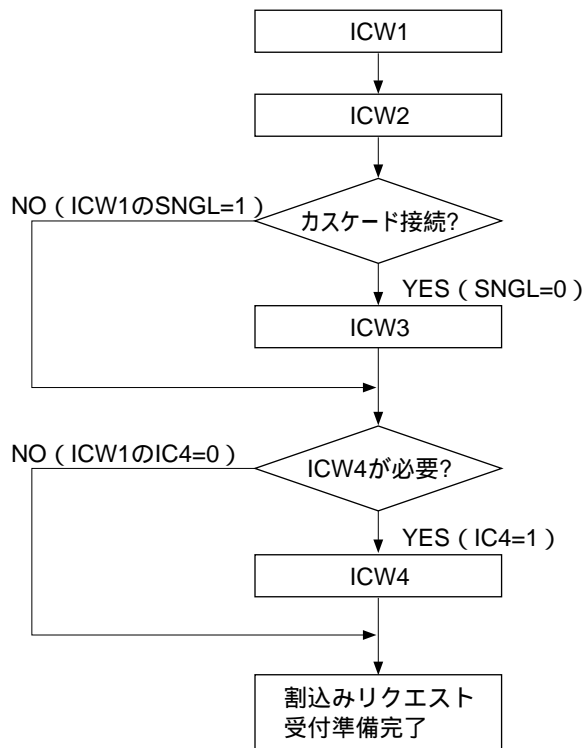 ICW1
ICW2
カスケード接続?
NO（ICW1のSNGL=1）
YES（SNGL=0）
ICW3
ICW4が必要?
NO（ICW1のIC4=0）
YES（IC4=1）
ICW4
割込みリクエスト
受付準備完了